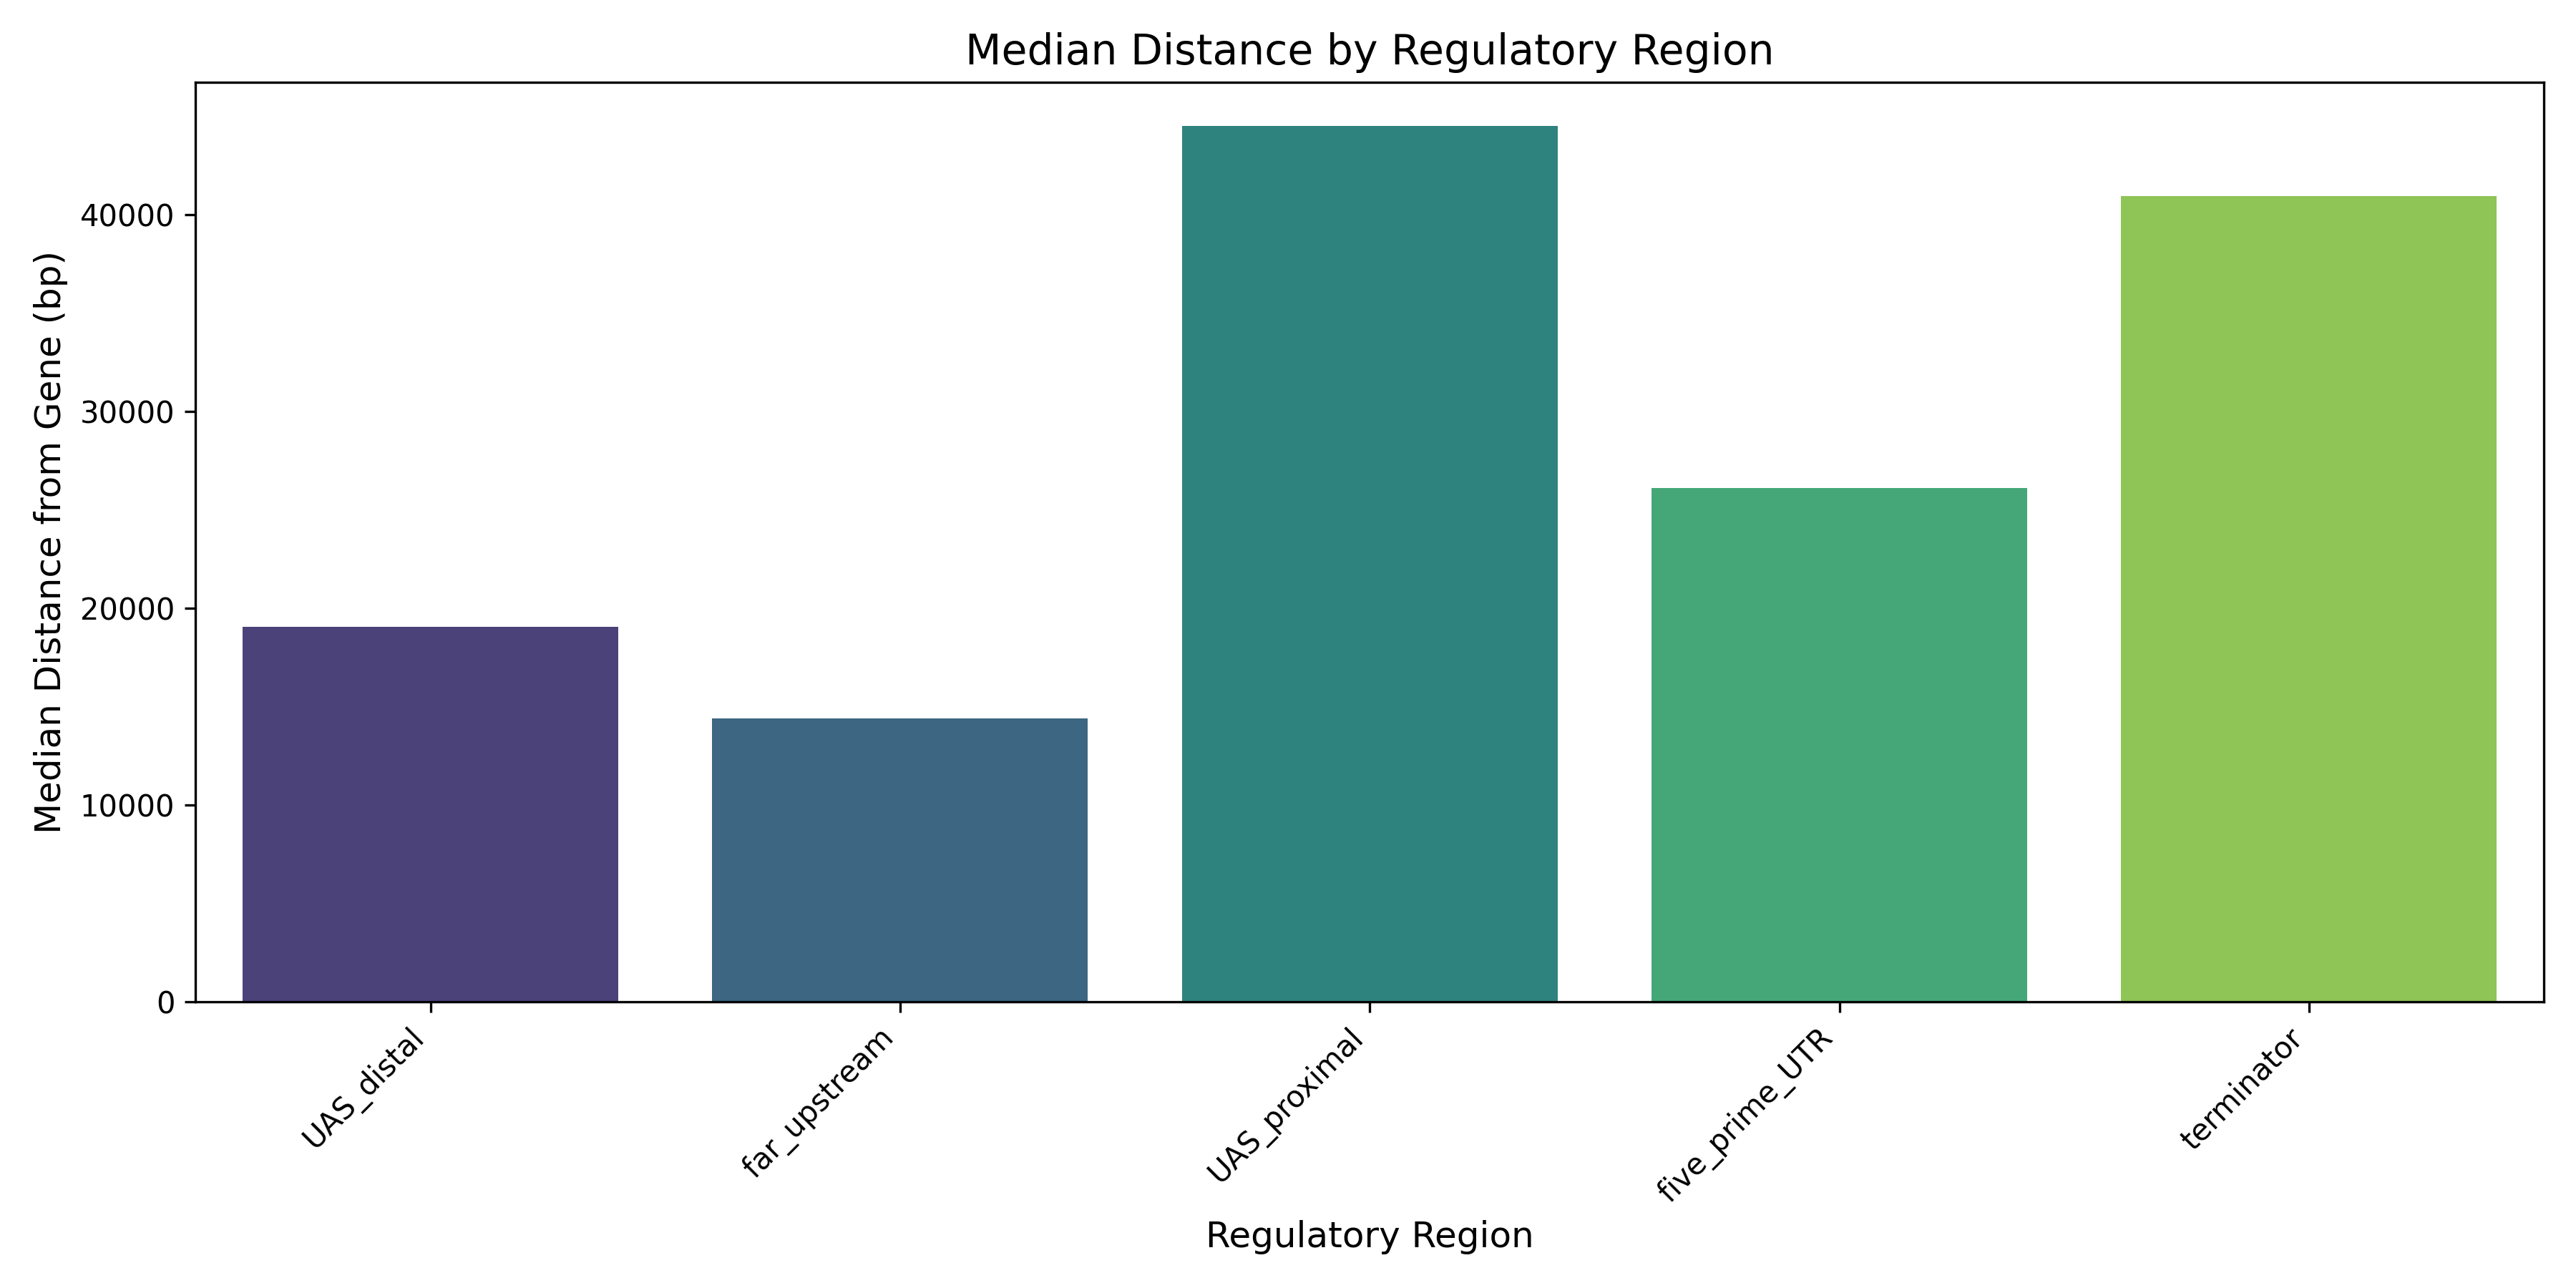 Median Distance by Regulatory Region
Median Distance from Gene (bp)
40000
30000
20000
10000
0
UAS_distal
far_upstream
UAS_proximal
five_prime_UTR
terminator
Regulatory Region